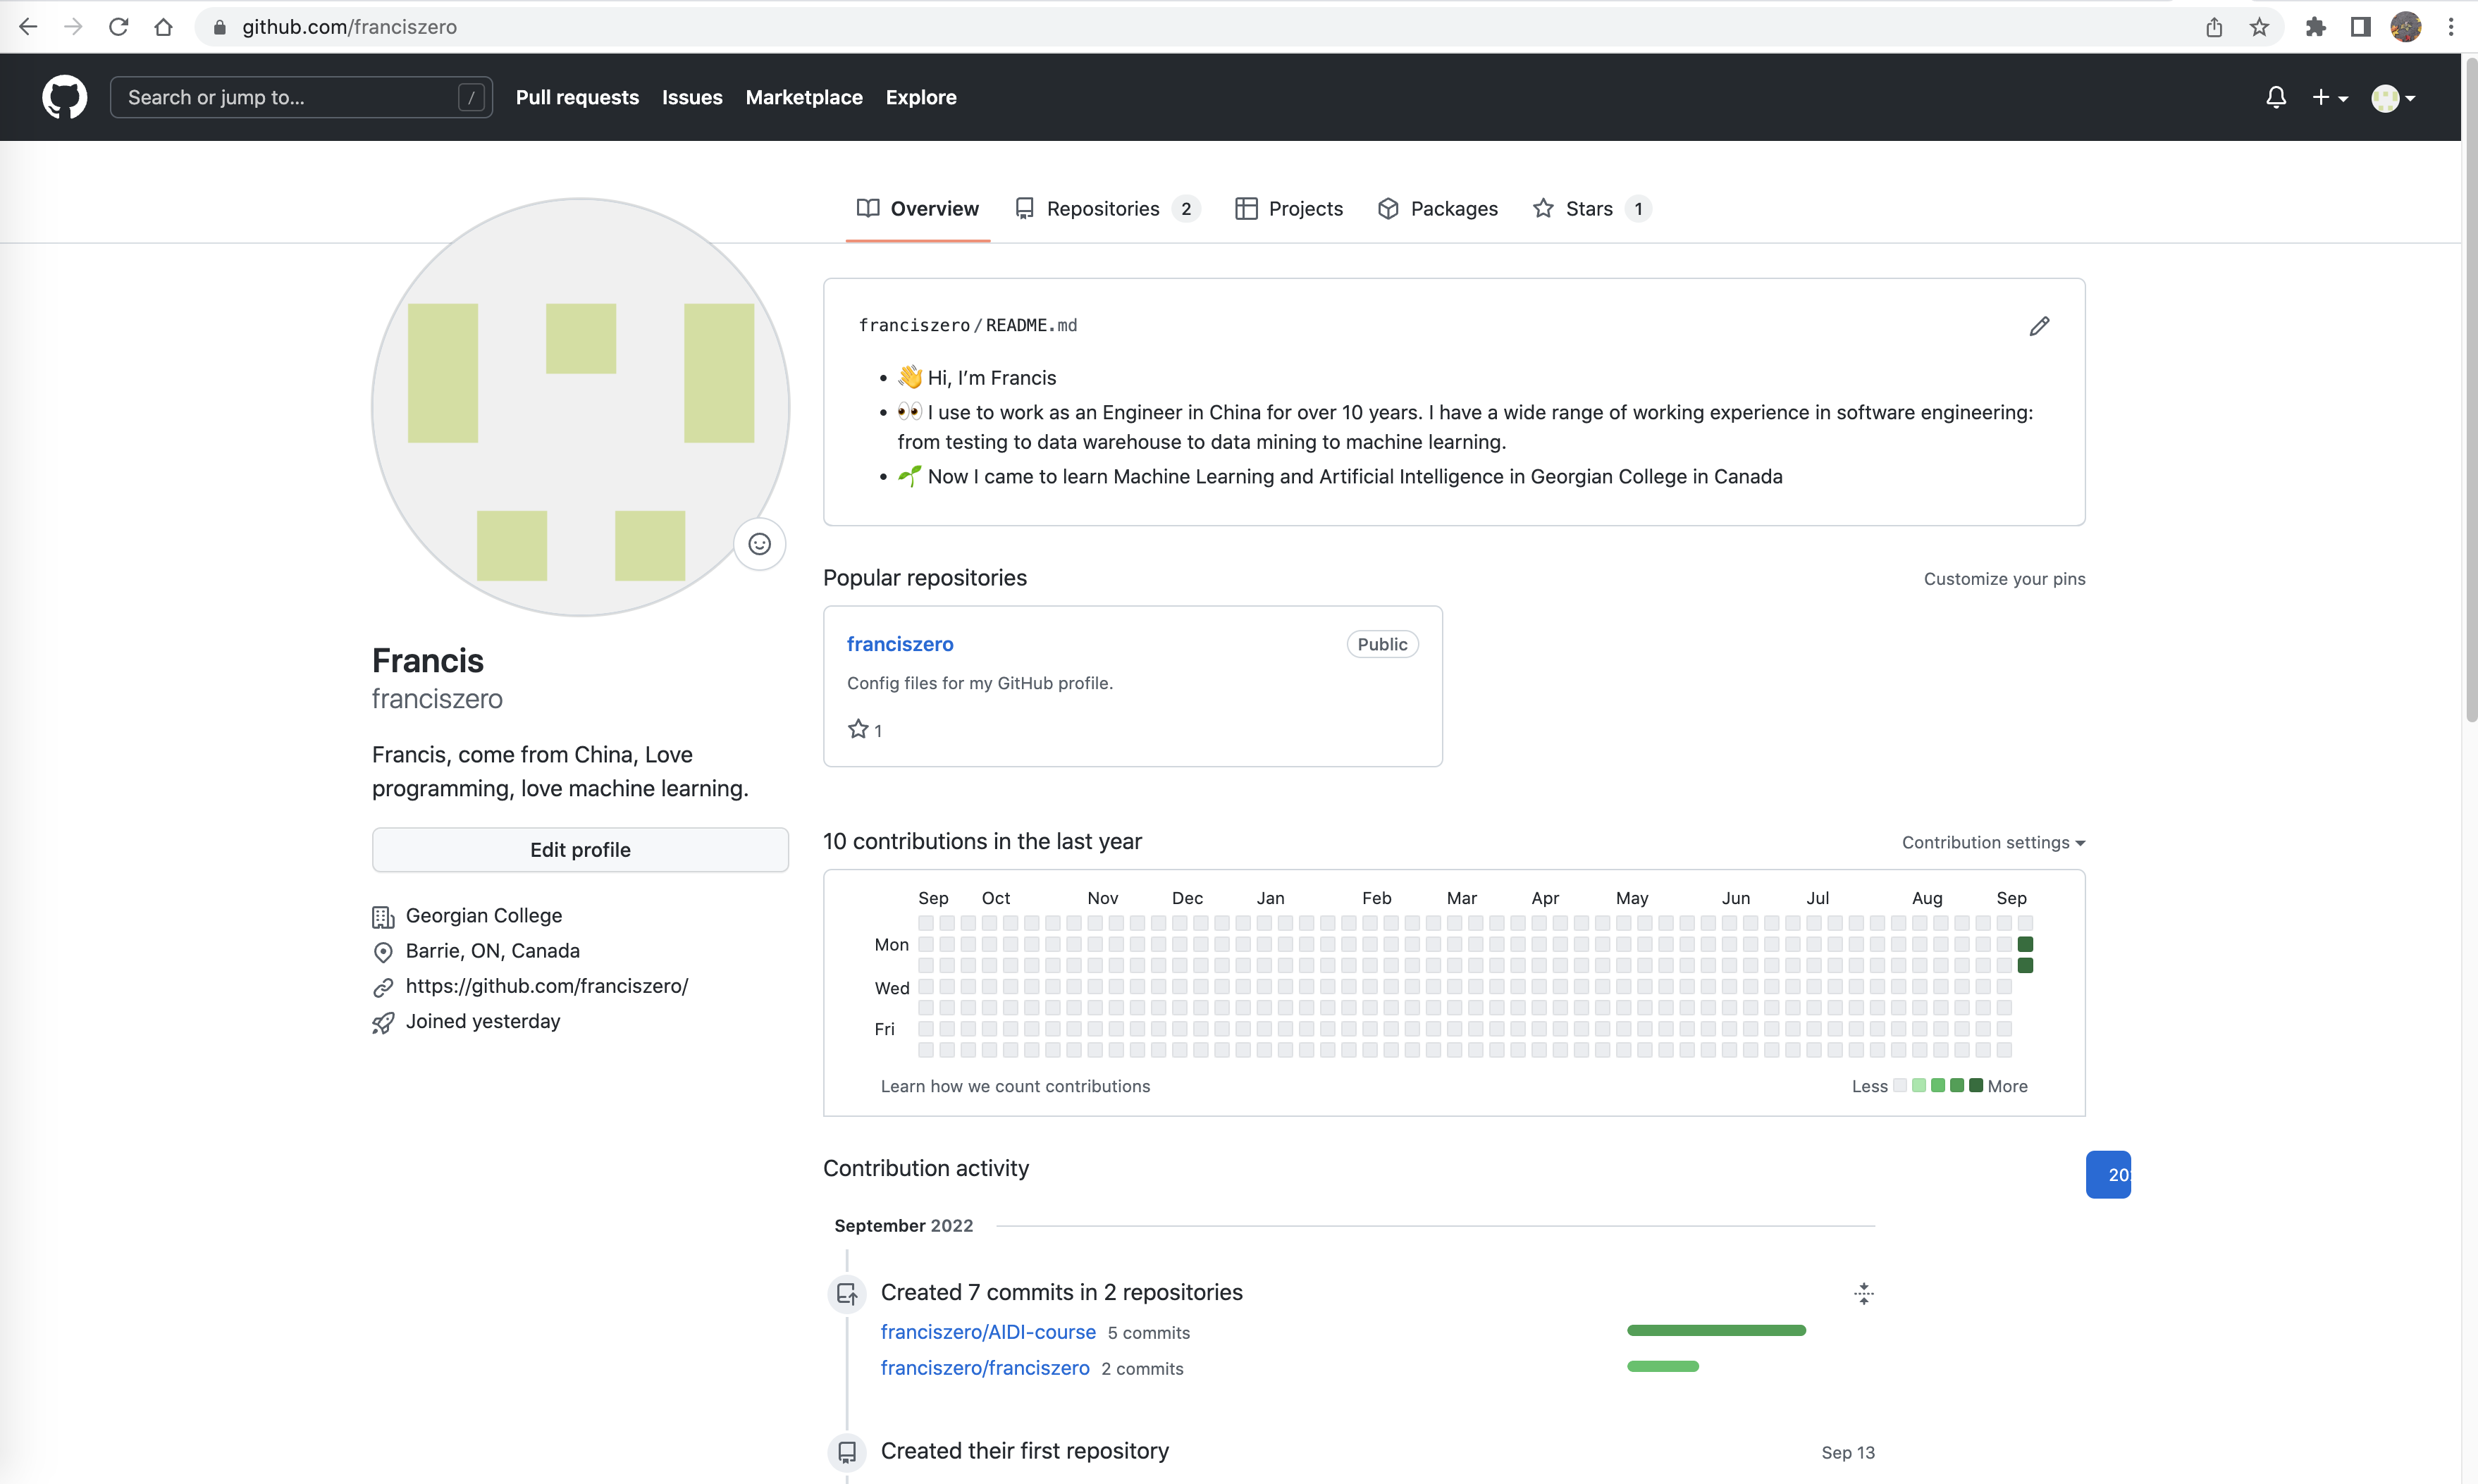 github.com/franciszero
Search or jump to...
/
Pull requests
Issues
Marketplace
Explore
Overview
Repositories 2
Projects
Packages
Stars 1
franciszero/README.md
👋 Hi, I’m Francis
👀 I use to work as an Engineer in China for over 10 years. I have a wide range of working experience in software engineering:
from testing to data warehouse to data mining to machine learning.
🌱 Now I came to learn Machine Learning and Artificial Intelligence in Georgian College in Canada
Francis
franciszero
Francis, come from China, Love
programming, love machine learning.
Edit profile
Georgian College
Barrie, ON, Canada
https://github.com/franciszero/
Joined yesterday
Popular repositories
Customize your pins
franciszero
Public
Config files for my GitHub profile.
1
10 contributions in the last year
Contribution settings
Sep Oct Nov Dec Jan Feb Mar Apr May Jun Jul Aug Sep
Mon
Wed
Fri
Learn how we count contributions
Less More
Contribution activity
20
September 2022
Created 7 commits in 2 repositories
franciszero/AIDI-course 5 commits
franciszero/franciszero 2 commits
Created their first repository
Sep 13